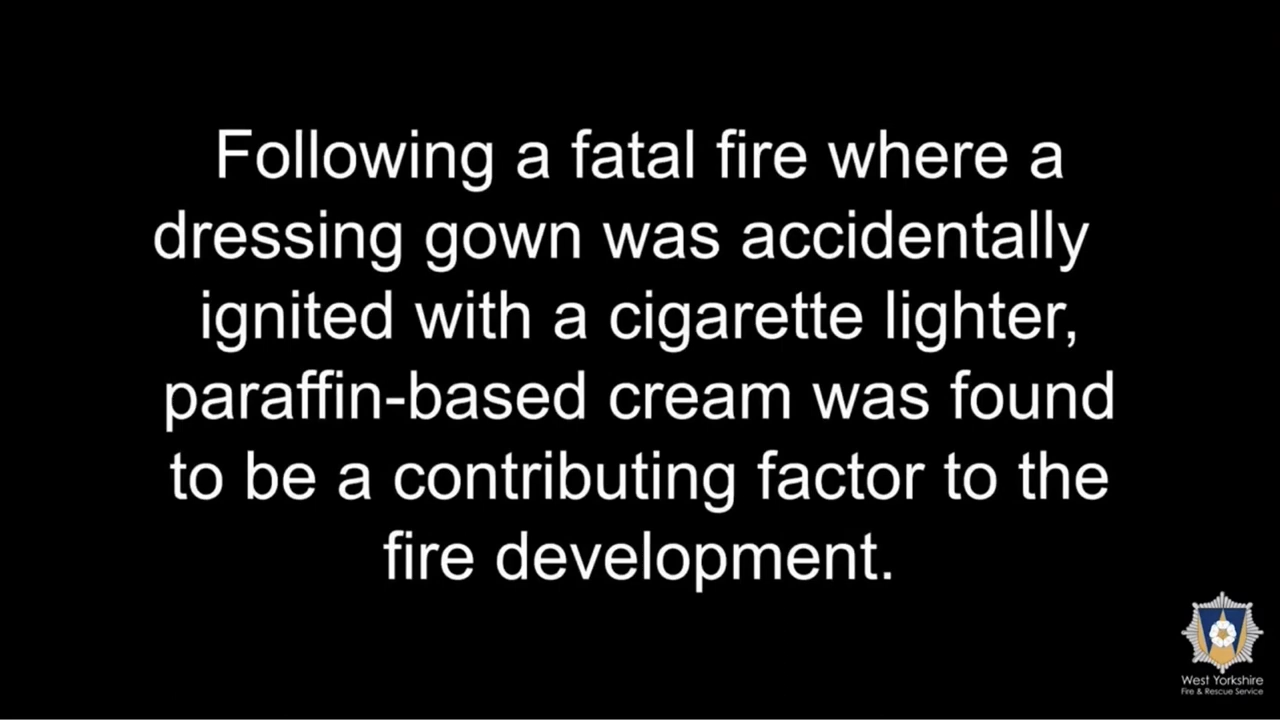 Following a fatal fire where a
dressing gown was accidentally
ignited with a cigarette lighter,
paraffin-based cream was found
to be a contributing factor to the
fire development.
West Yorkshire
Fire & Rescue Service